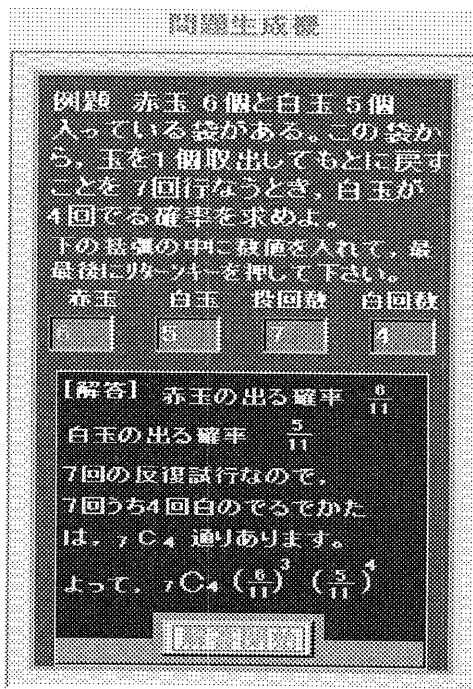 問題生成機
例題 赤玉6個と白玉5個
入っている袋がある。この袋か
ら，玉を1個取出してもとに戻す
ことを 7回行なうとき，白玉が
4回でる確率を求めよ。
下の括弧の中に数値を入れて，最
最後にリターンキーを押して下さい。
赤玉 白玉 投回数 白回数
5 7 4
[解答] 赤玉の出る確率 6/11
白玉の出る確率 5/11
7回の反復試行なので，
7回うち4回白のでるでかた
は，₇C₄ 通りあります。
よって，₇C₄ (6/11)³ (5/11)⁴